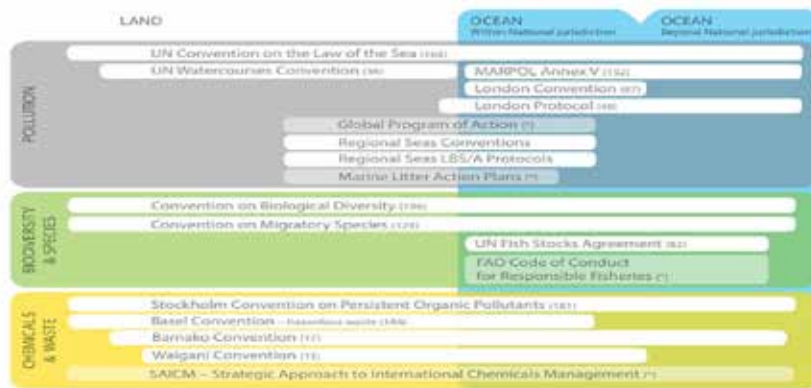 LAND
OCEAN
Within National Jurisdiction
OCEAN
National Jurisdiction
POLLUTION
UN Convention on the Law of the Sea
UN Watercourses Convention
MARPOL Annex V
London Convention
London Protocol
Global Program of Action (*)
Regional Seas Conventions
Regional Seas LBS/A Protocols
Marine Litter Action Plans (*)
BIODIVERSITY
& SPECIES
Convention on Biological Diversity
Convention on Migratory Species
UN Fish Stocks Agreement
FAO Code of Conduct
for Responsible Fisheries (*)
CHEMICALS
& WASTE
Stockholm Convention on Persistent Organic Pollutants
Basel Convention – hazardous waste
Bamako Convention
Waigani Convention
SAICM – Strategic Approach to International Chemicals Management (*)